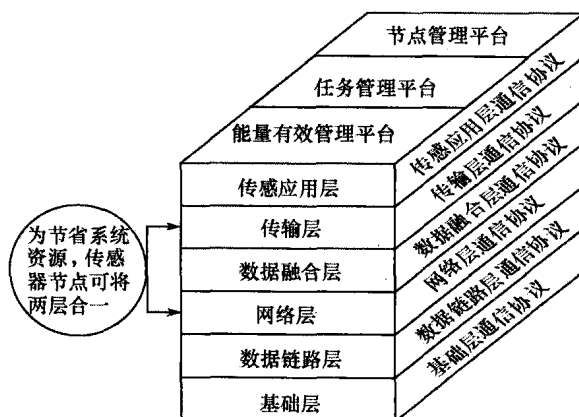 节点管理平台
任务管理平台
能量有效管理平台
传感应用层
传输层
数据融合层
网络层
数据链路层
基础层
传感应用层通信协议
传输层通信协议
数据融合层通信协议
网络层通信协议
数据链路层通信协议
基础层通信协议
为节省系统
资源，传感
器节点可将
两层合一